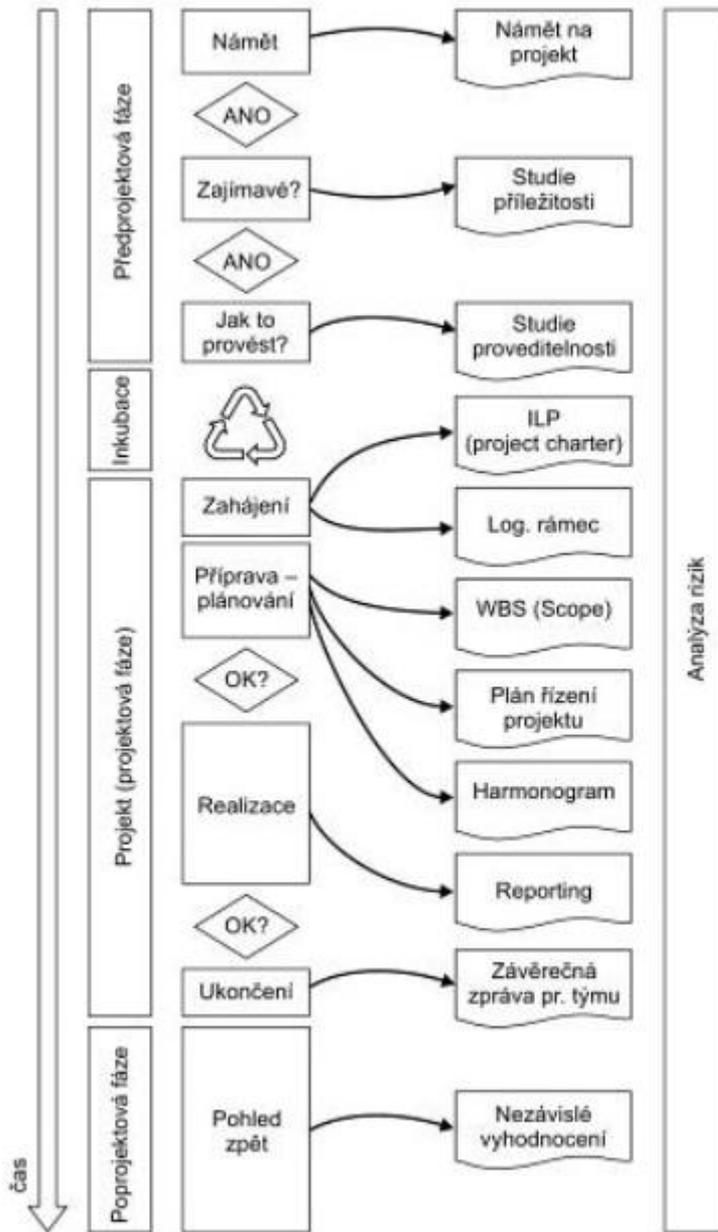 Předprojektová fáze
Námět
Námět na
projekt
ANO
Zajímavé?
Studie
příležitosti
ANO
Jak to
provést?
Studie
proveditelnosti
Inkubace
ILP
(project charter)
Projekt (projektová fáze)
Zahájení
Log. rámec
Příprava –
plánování
WBS (Scope)
OK?
Plán řízení
projektu
Realizace
Harmonogram
Reporting
OK?
Ukončení
Závěrečná
zpráva pr. týmu
Poprojektová fáze
Pohled
zpět
Nezávislé
vyhodnocení
čas
Analýza rizik